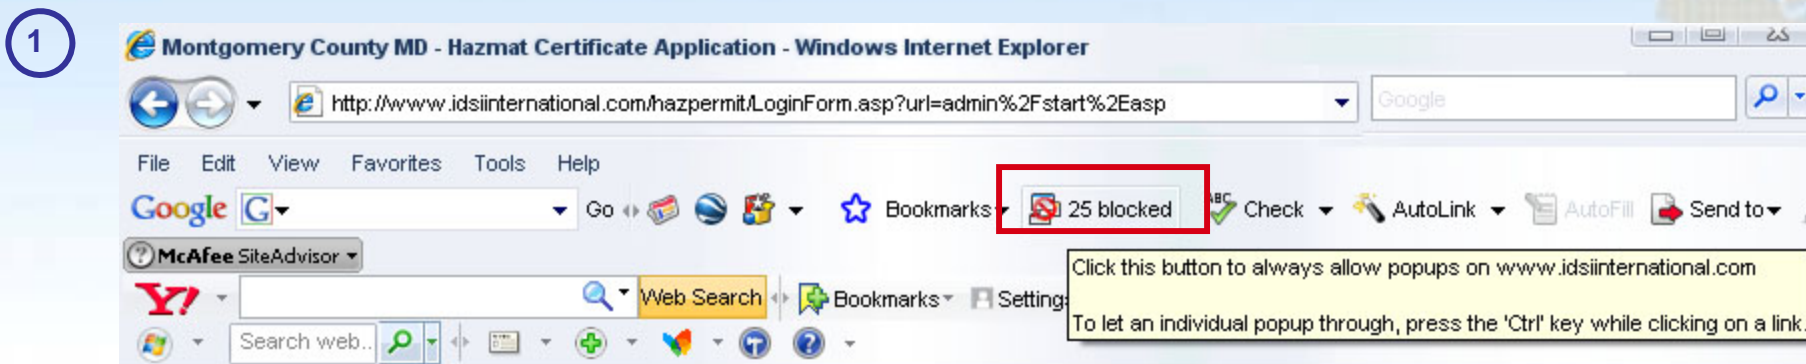 1
Montgomery County MD - Hazmat Certificate Application - Windows Internet Explorer
http://www.idsiinternational.com/hazpermit/LoginForm.asp?url=admin%2Fstart%2Easp Google
File Edit View Favorites Tools Help
Google G Go Bookmarks 25 blocked ABC Check AutoLink AutoFill Send to
McAfee SiteAdvisor
Click this button to always allow popups on www.idsiinternational.com
Y! Web Search Bookmarks Settings
To let an individual popup through, press the 'Ctrl' key while clicking on a link.
Search web..